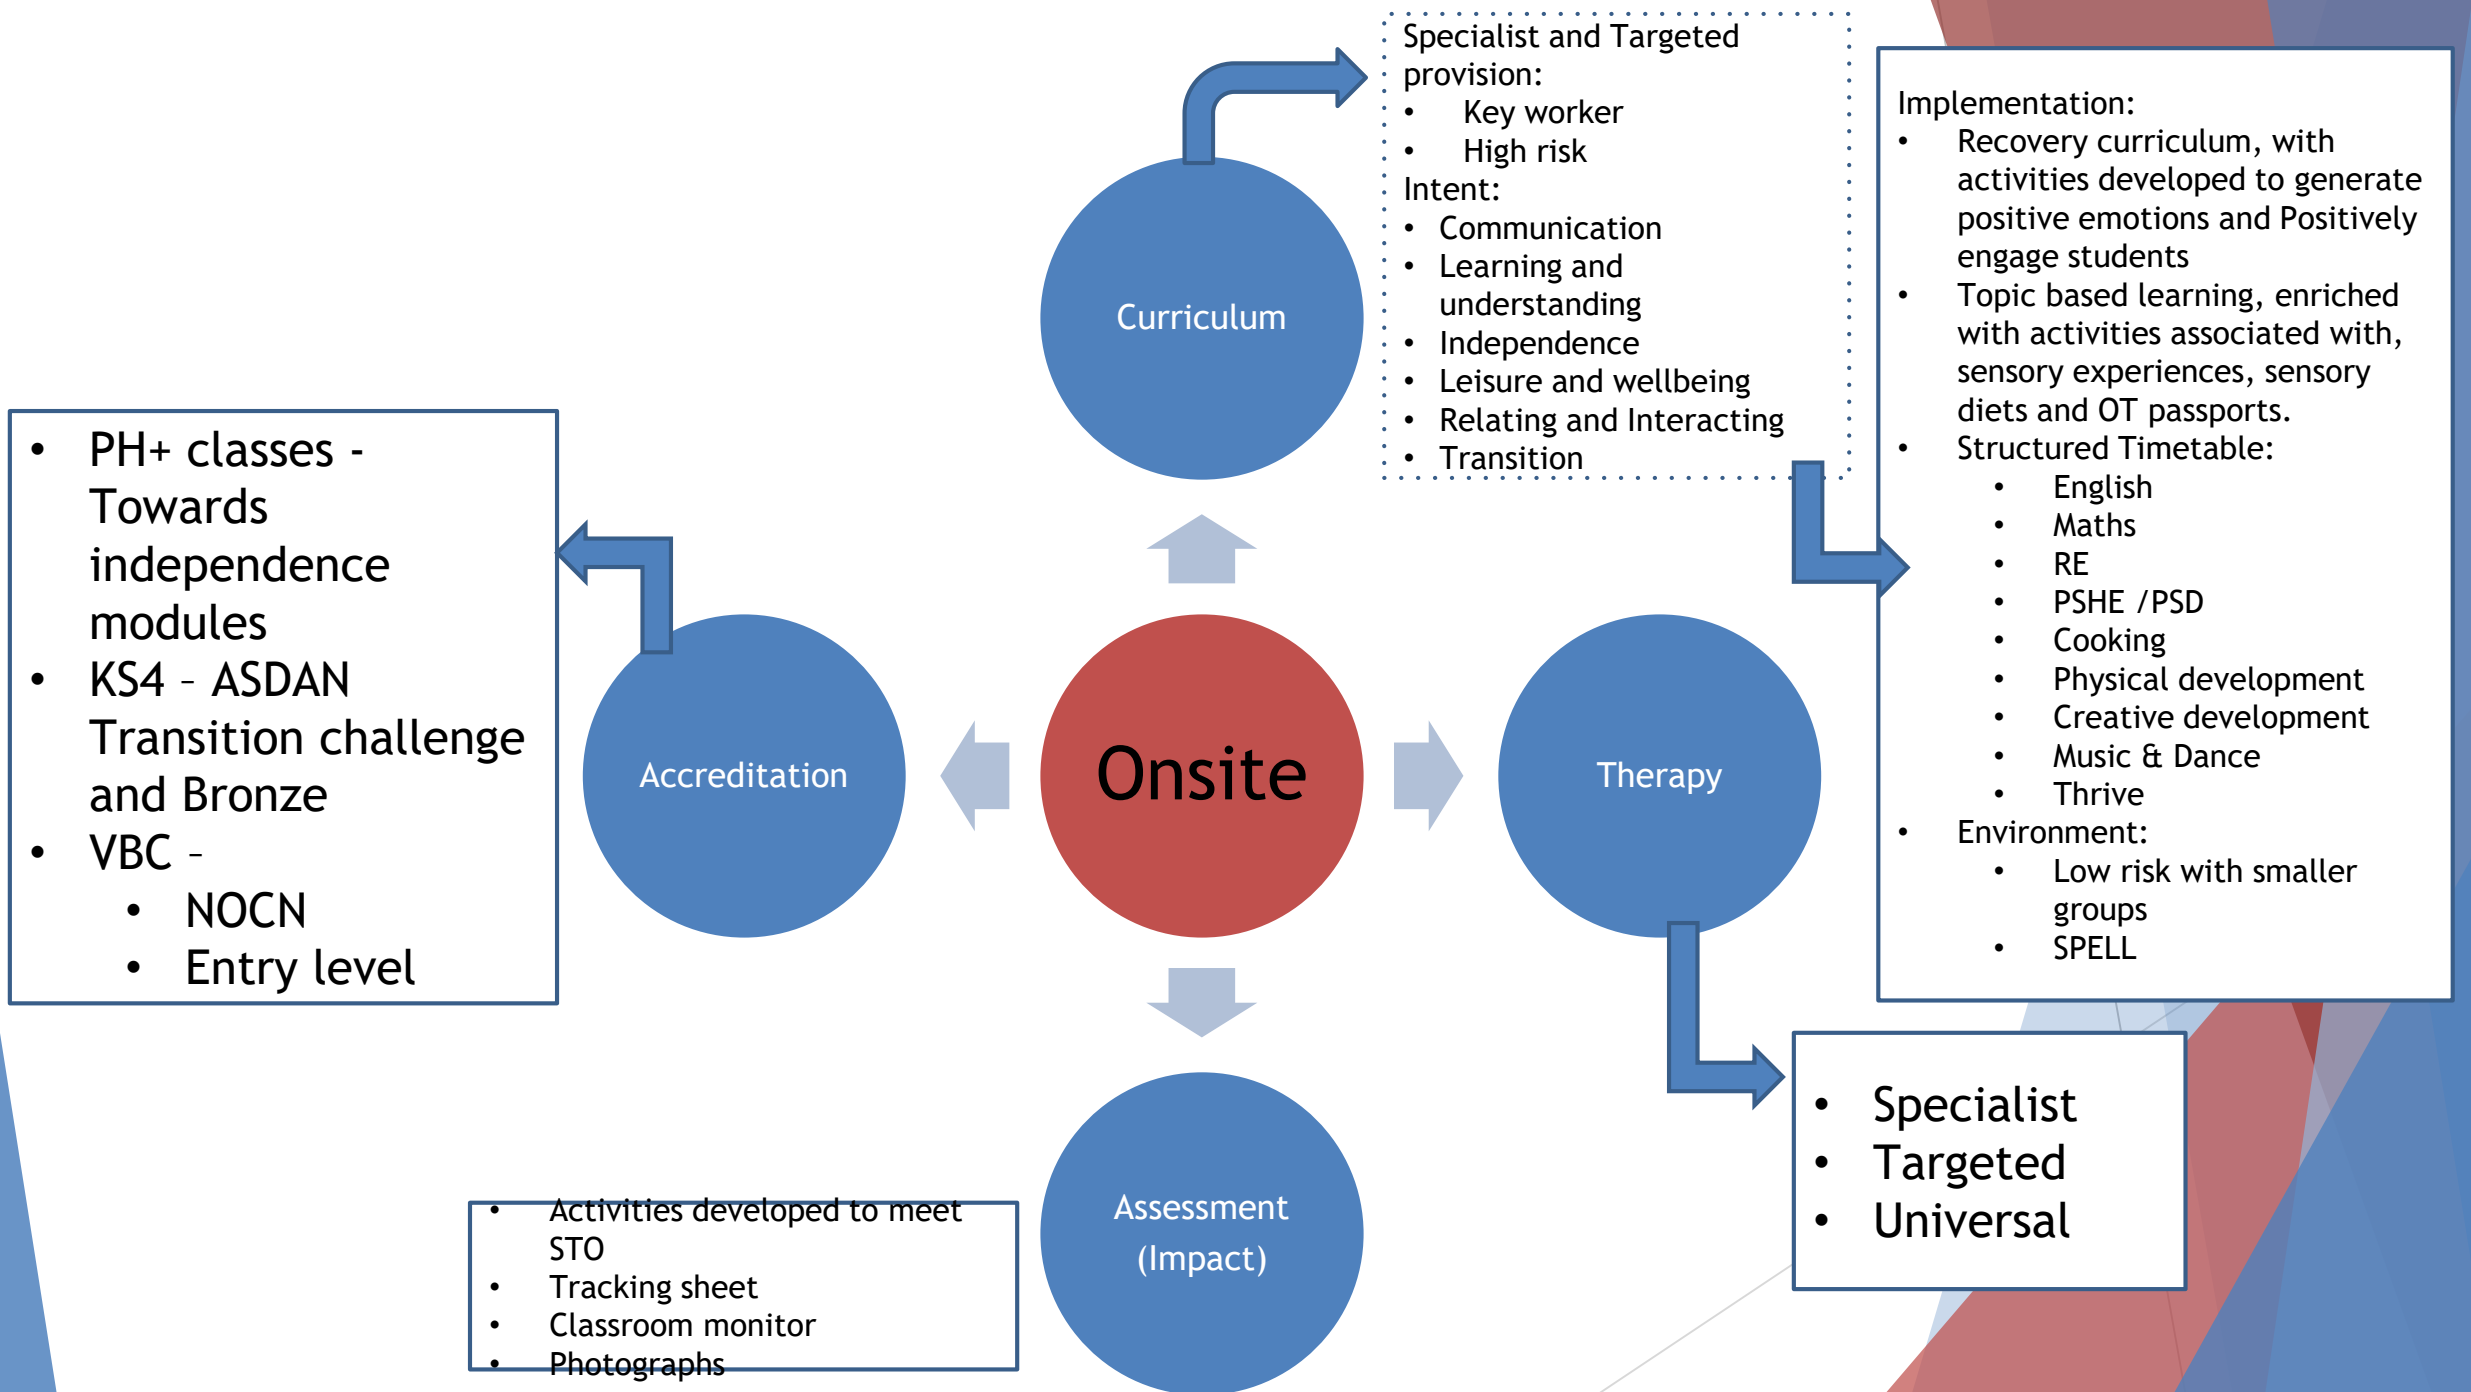 Specialist and Targeted
provision:
• Key worker
• High risk
Intent:
• Communication
• Learning and
understanding
• Independence
• Leisure and wellbeing
• Relating and Interacting
• Transition
Implementation:
• Recovery curriculum, with
activities developed to generate
positive emotions and Positively
engage students
• Topic based learning, enriched
with activities associated with,
sensory experiences, sensory
diets and OT passports.
• Structured Timetable:
• English
• Maths
• RE
• PSHE /PSD
• Cooking
• Physical development
• Creative development
• Music & Dance
• Thrive
• Environment:
• Low risk with smaller
groups
• SPELL
Curriculum
• PH+ classes -
Towards
independence
modules
• KS4 – ASDAN
Transition challenge
and Bronze
• VBC –
• NOCN
• Entry level
Accreditation
Onsite
Therapy
• Specialist
• Targeted
• Universal
Assessment
(Impact)
• Activities developed to meet
STO
• Tracking sheet
• Classroom monitor
• Photographs